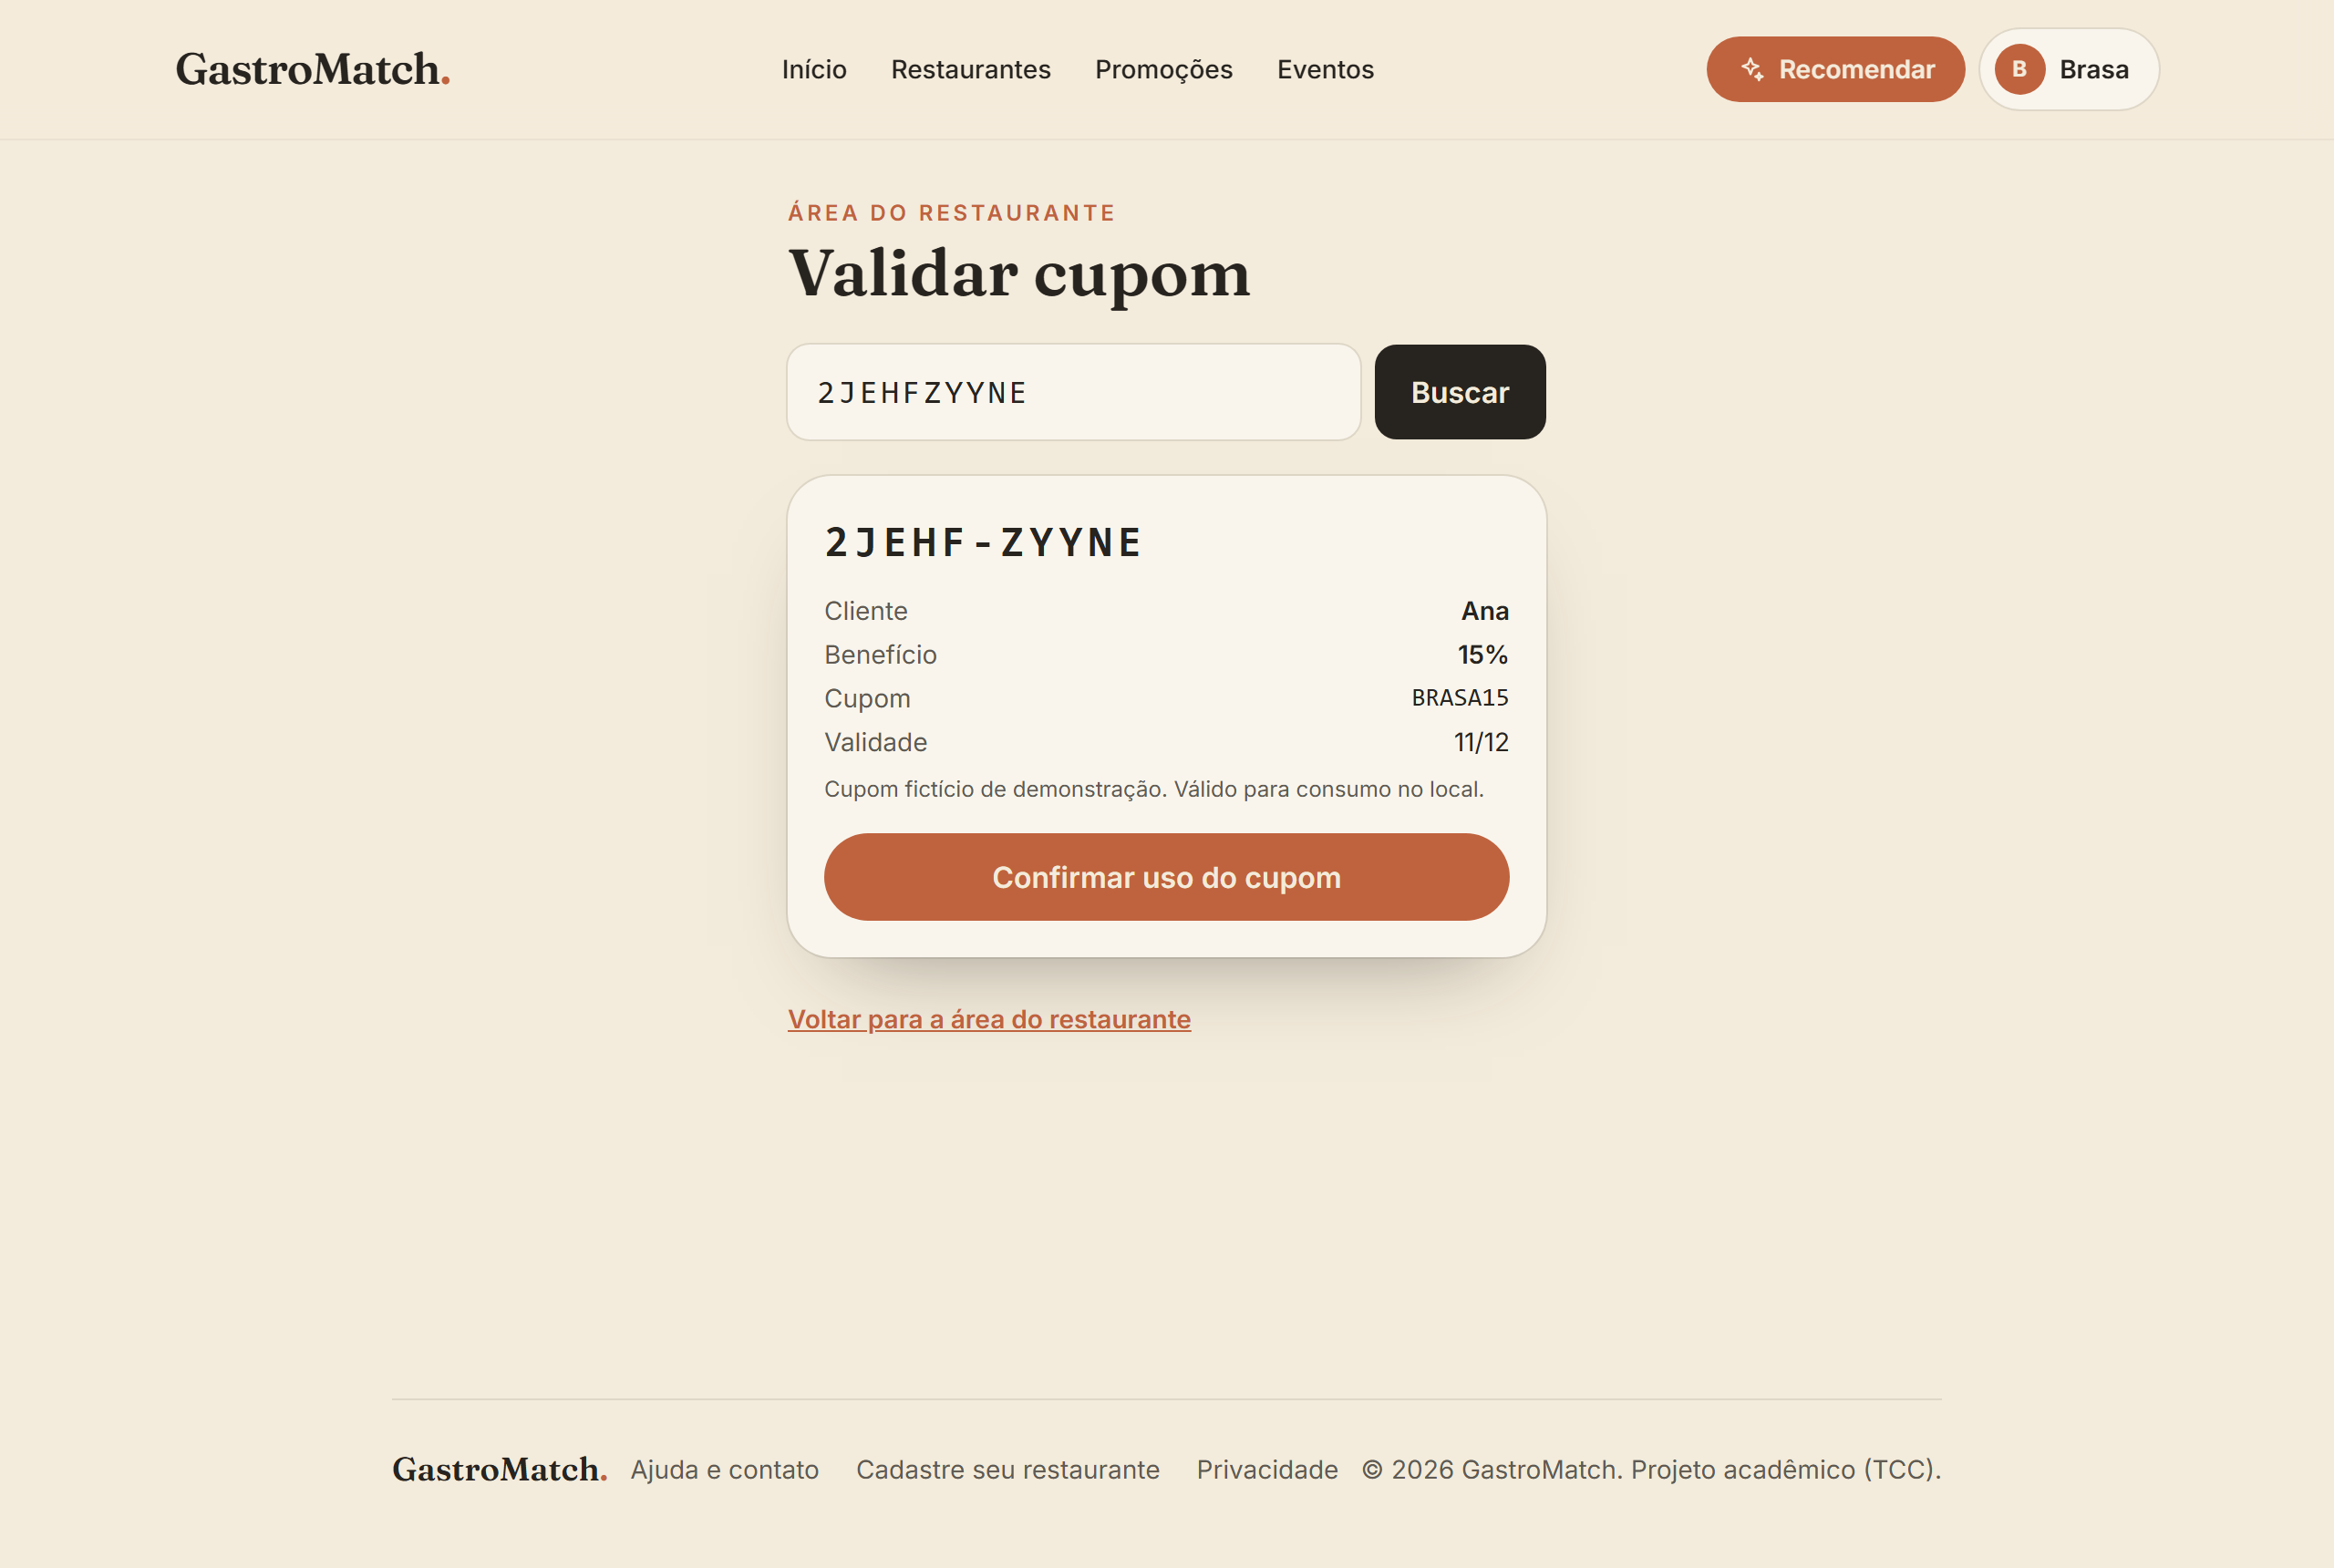 GastroMatch.
Início Restaurantes Promoções Eventos
Recomendar
B Brasa
ÁREA DO RESTAURANTE
Validar cupom
2JEHFZYYNE
Buscar
2JEHF-ZYYNE
Cliente Ana
Benefício 15%
Cupom BRASA15
Validade 11/12
Cupom fictício de demonstração. Válido para consumo no local.
Confirmar uso do cupom
Voltar para a área do restaurante
GastroMatch. Ajuda e contato Cadastre seu restaurante Privacidade © 2026 GastroMatch. Projeto acadêmico (TCC).